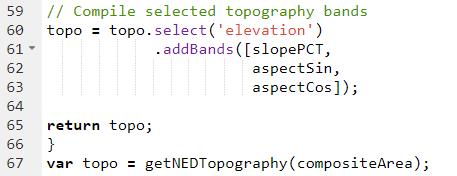 59 // Compile selected topography bands
60 topo = topo.select('elevation')
61 .addBands([slopePCT,
62 aspectSin,
63 aspectCos]);
64
65 return topo;
66 }
67 var topo = getNEDTopography(compositeArea);